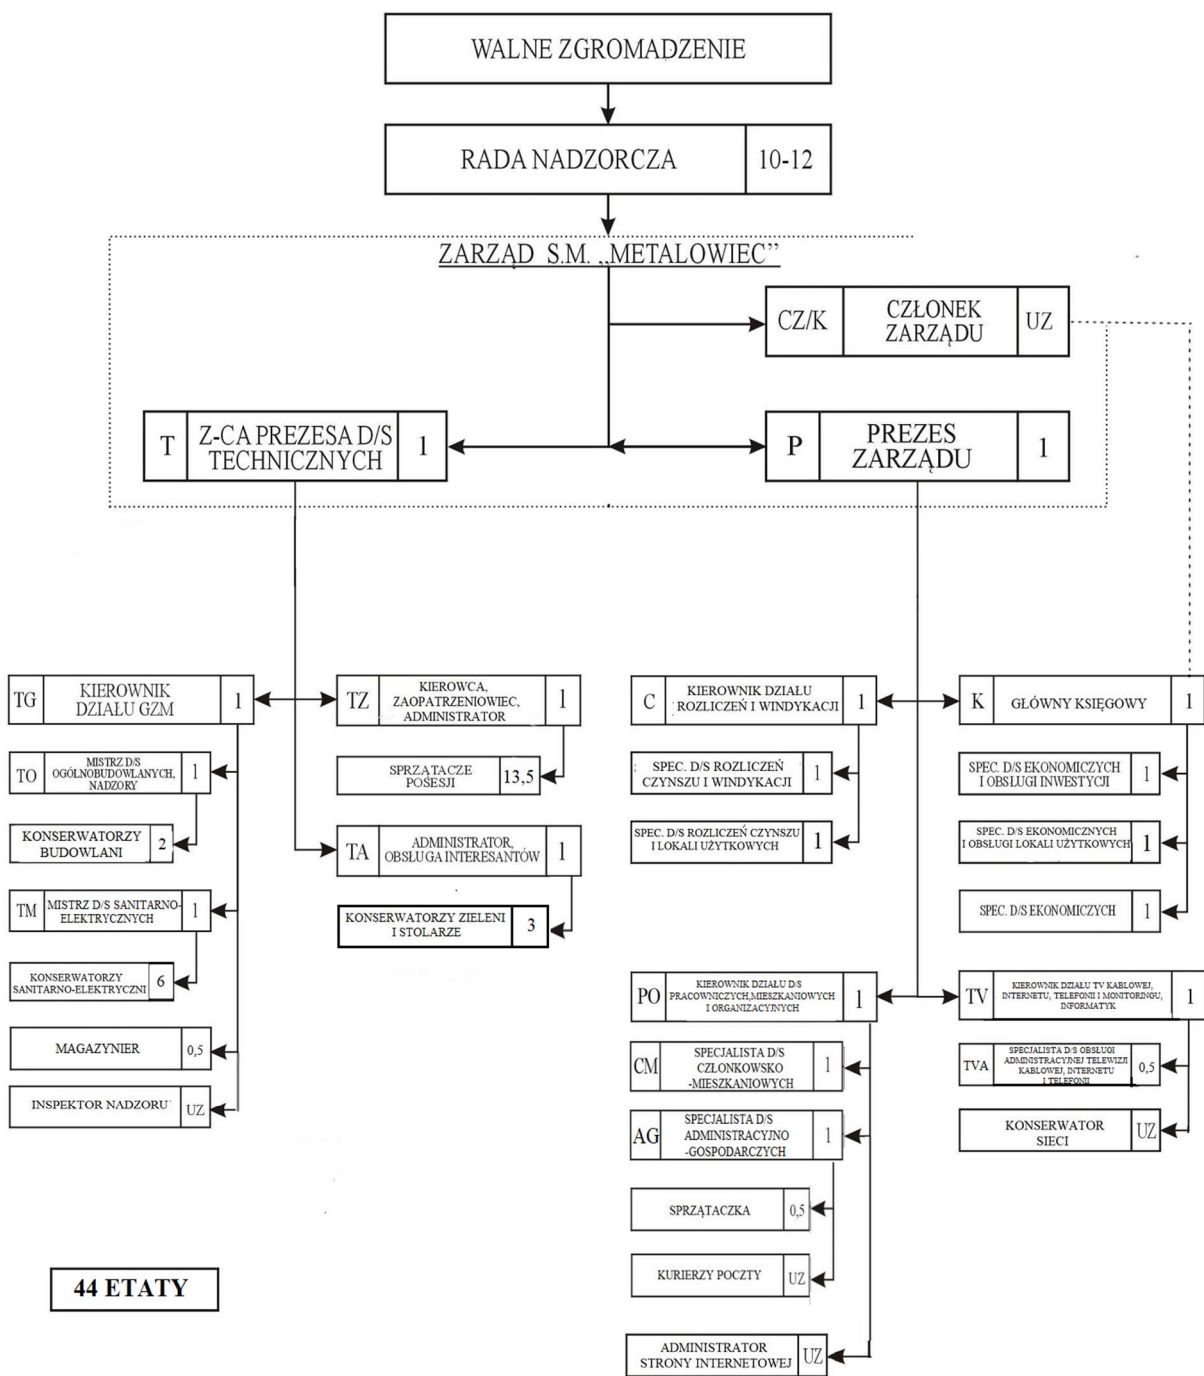 WALNE ZGROMADZENIE
RADA NADZORCZA
10-12
ZARZĄD S.M. „METALOWIEC”
CZ/K
CZŁONEK
ZARZĄDU
UZ
T
Z-CA PREZESA D/S
TECHNICZNYCH
1
P
PREZES
ZARZĄDU
1
TG
KIEROWNIK
DZIAŁU GZM
1
TO
MISTRZ D/S
OGÓLNOBUDOWLANYCH,
NADZORY
1
KONSERWATORZY
BUDOWLANI
2
TM
MISTRZ D/S SANITARNO-
ELEKTRYCZNYCH
1
KONSERWATORZY
SANITARNO-ELEKTRYCZNI
6
MAGAZYNIER
0,5
INSPEKTOR NADZORU
UZ
TZ
KIEROWCA,
ZAOPATRZENIOWIEC,
ADMINISTRATOR
1
SPRZĄTACZE
POSESJI
13,5
TA
ADMINISTRATOR,
OBSŁUGA INTERESANTÓW
1
KONSERWATORZY ZIELENI
I STOLARZE
3
C
KIEROWNIK DZIAŁU
ROZLICZEŃ I WINDYKACJI
1
SPEC. D/S ROZLICZEŃ
CZYNSZU I WINDYKACJI
1
SPEC. D/S ROZLICZEŃ CZYNSZU
I LOKALI UŻYTKOWYCH
1
K
GŁÓWNY KSIĘGOWY
1
SPEC. D/S EKONOMICZYCH
I OBSŁUGI INWESTYCJI
1
SPEC. D/S EKONOMICZNYCH
I OBSŁUGI LOKALI UŻYTKOWYCH
1
SPEC. D/S EKONOMICZYCH
1
PO
KIEROWNIK DZIAŁU D/S
PRACOWNICZYCH,MIESZKANIOWYCH
I ORGANIZACYJNYCH
1
CM
SPECJALISTA D/S
CZŁONKOWSKO
-MIESZKANIOWYCH
1
AG
SPECJALISTA D/S
ADMINISTRACYJNO
-GOSPODARCZYCH
1
SPRZĄTACZKA
0,5
KURIERZY POCZTY
UZ
ADMINISTRATOR
STRONY INTERNETOWEJ
UZ
TV
KIEROWNIK DZIAŁU TV KABLOWEJ,
INTERNETU, TELEFONII I MONITORINGU,
INFORMATYK
1
TVA
SPECJALISTA D/S OBSŁUGI
ADMINISTRACYJNEJ TELEWIZJI
KABLOWEJ, INTERNETU
I TELEFONII
0,5
KONSERWATOR
SIECI
UZ
44 ETATY